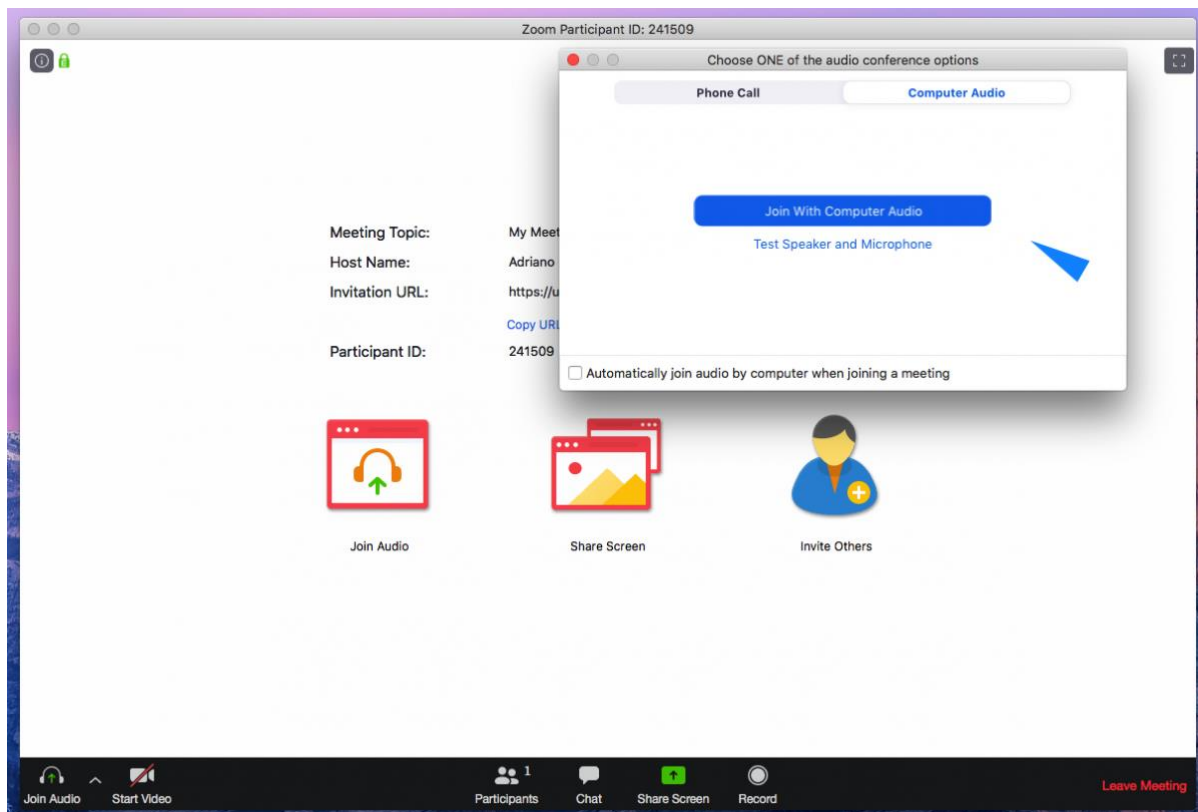 Zoom Participant ID: 241509
Choose ONE of the audio conference options
Phone Call
Computer Audio
Join With Computer Audio
Test Speaker and Microphone
Automatically join audio by computer when joining a meeting
Meeting Topic: My Meet
Host Name: Adriano
Invitation URL: https://u
Copy URL
Participant ID: 241509
Join Audio
Share Screen
Invite Others
Join Audio
Start Video
1
Participants
Chat
Share Screen
Record
Leave Meeting